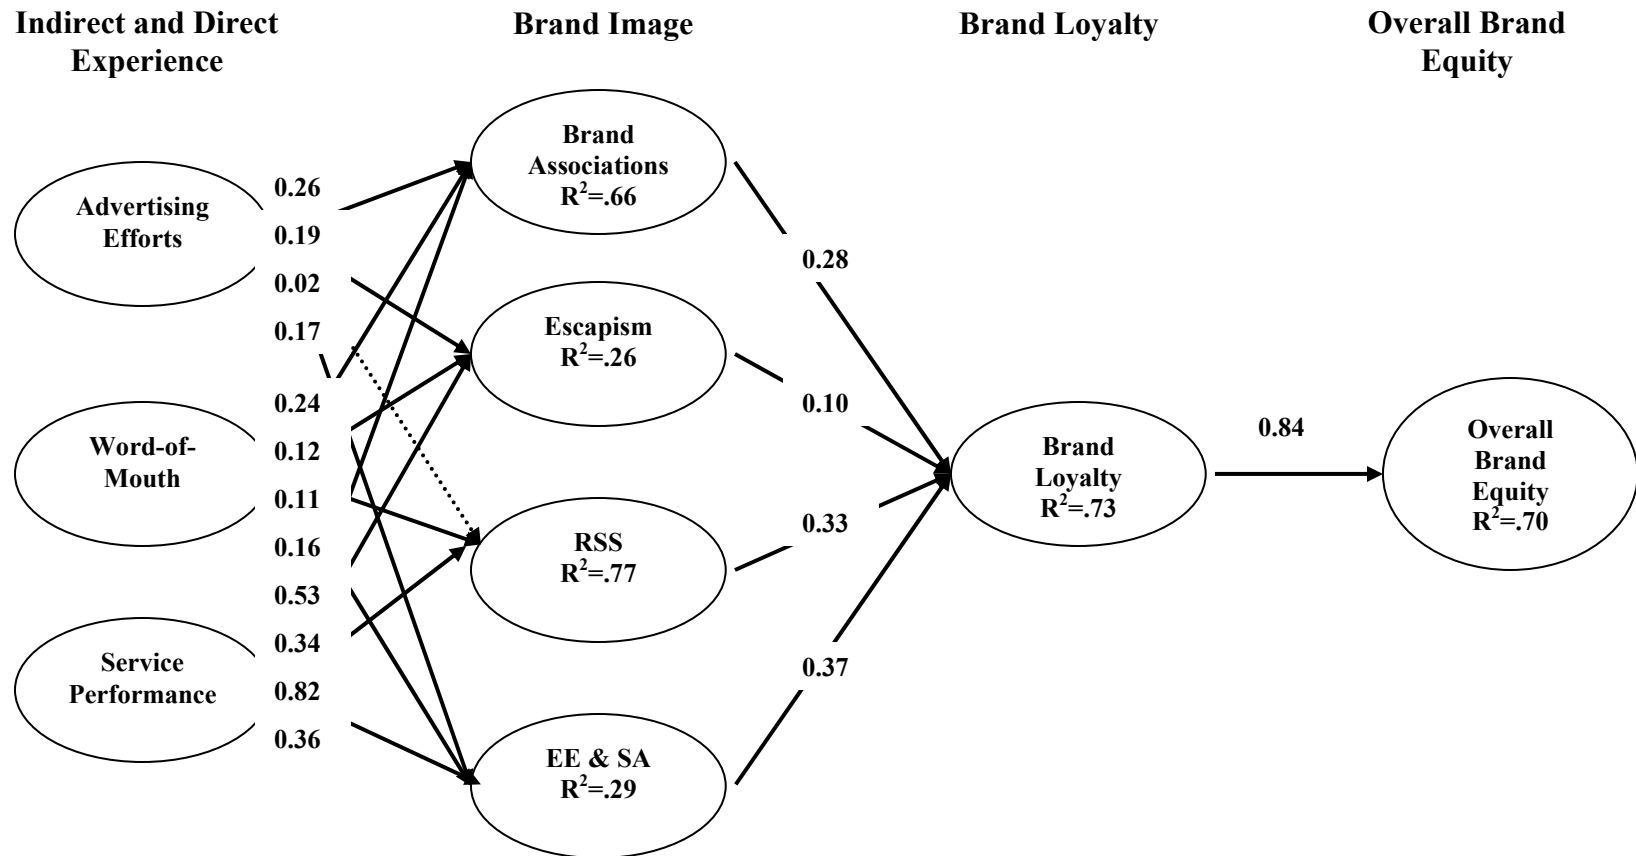 Indirect and Direct
Experience
Brand Image
Brand Loyalty
Overall Brand
Equity
Advertising
Efforts
Word-of-
Mouth
Service
Performance
0.26
0.19
0.02
0.17
0.24
0.12
0.11
0.16
0.53
0.34
0.82
0.36
Brand
Associations
R²=.66
Escapism
R²=.26
RSS
R²=.77
EE & SA
R²=.29
0.28
0.10
0.33
0.37
Brand
Loyalty
R²=.73
0.84
Overall
Brand
Equity
R²=.70